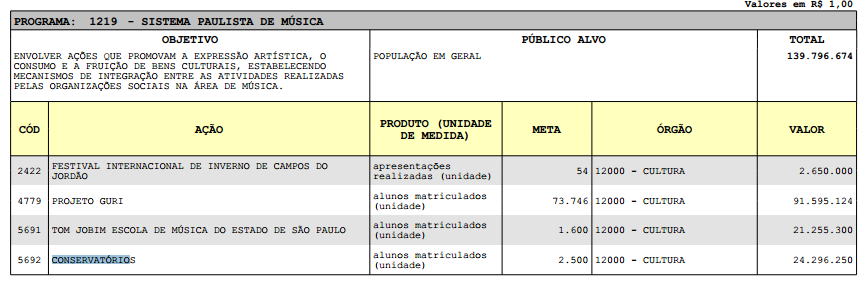 Valores em R$ 1,00
PROGRAMA: 1219 - SISTEMA PAULISTA DE MÚSICA
OBJETIVO PÚBLICO ALVO TOTAL
ENVOLVER AÇÕES QUE PROMOVAM A EXPRESSÃO ARTÍSTICA, O
CONSUMO E A FRUIÇÃO DE BENS CULTURAIS, ESTABELECENDO
MECANISMOS DE INTEGRAÇÃO ENTRE AS ATIVIDADES REALIZADAS
PELAS ORGANIZAÇÕES SOCIAIS NA ÁREA DE MÚSICA.
POPULAÇÃO EM GERAL
139.796.674
CÓD AÇÃO PRODUTO (UNIDADE
DE MEDIDA) META ÓRGÃO VALOR
2422 FESTIVAL INTERNACIONAL DE INVERNO DE CAMPOS DO
JORDÃO
apresentações
realizadas (unidade)
54 12000 - CULTURA 2.650.000
4779 PROJETO GURI
alunos matriculados
(unidade)
73.746 12000 - CULTURA 91.595.124
5691 TOM JOBIM ESCOLA DE MÚSICA DO ESTADO DE SÃO PAULO
alunos matriculados
(unidade)
1.600 12000 - CULTURA 21.255.300
5692 CONSERVATÓRIOS
alunos matriculados
(unidade)
2.500 12000 - CULTURA 24.296.250